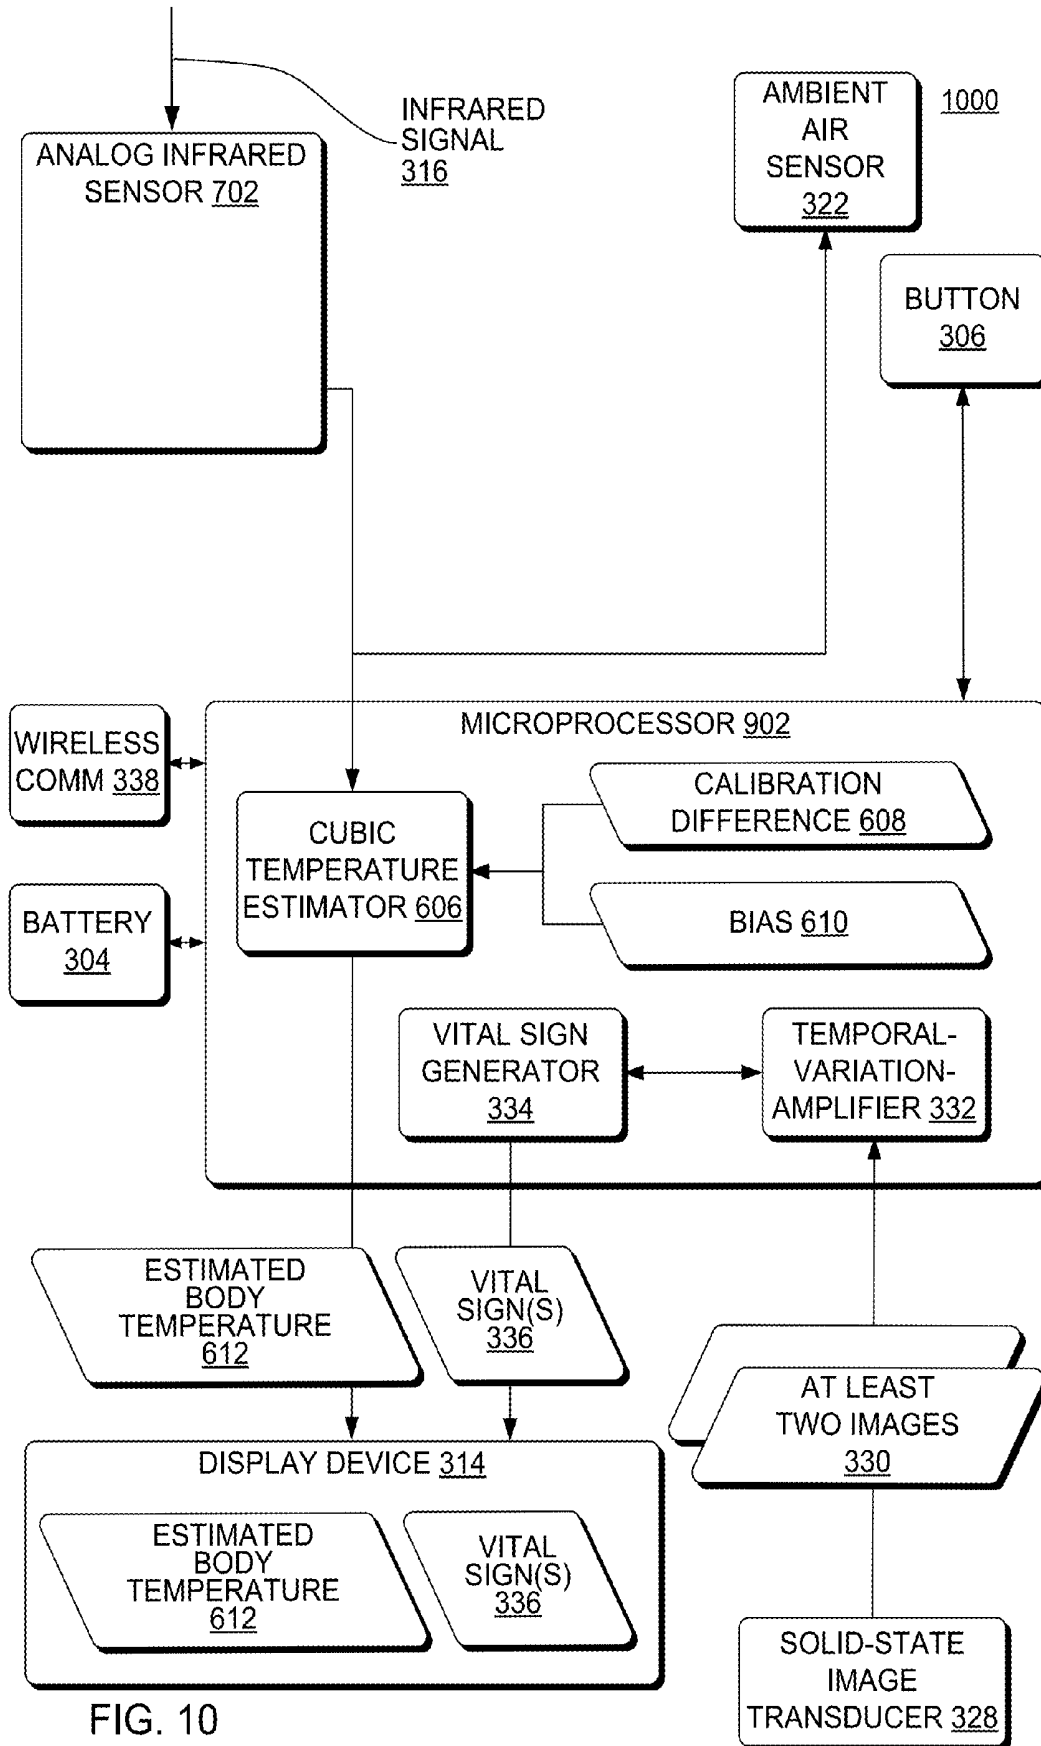 INFRARED
SIGNAL
316
ANALOG INFRARED
SENSOR 702
AMBIENT
AIR
SENSOR
322
1000
BUTTON
306
MICROPROCESSOR 902
WIRELESS
COMM 338
CALIBRATION
DIFFERENCE 608
CUBIC
TEMPERATURE
ESTIMATOR 606
BIAS 610
BATTERY
304
VITAL SIGN
GENERATOR
334
TEMPORAL-
VARIATION-
AMPLIFIER 332
ESTIMATED
BODY
TEMPERATURE
612
VITAL
SIGN(S)
336
AT LEAST
TWO IMAGES
330
DISPLAY DEVICE 314
ESTIMATED
BODY
TEMPERATURE
612
VITAL
SIGN(S)
336
SOLID-STATE
IMAGE
TRANSDUCER 328
FIG. 10